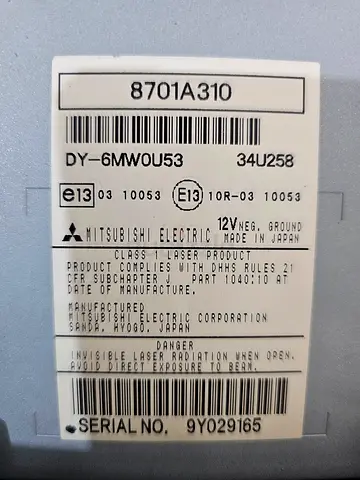 8701A310
DY-6MW0U53 34U258
e13 03 10053 E13 10R-03 10053
12V NEG. GROUND
MITSUBISHI ELECTRIC MADE IN JAPAN
CLASS 1 LASER PRODUCT
PRODUCT COMPLIES WITH DHHS RULES 21
CFR SUBCHAPTER J PART 1040:10 AT
DATE OF MANUFACTURE.
MANUFACTURED
MITSUBISHI ELECTRIC CORPORATION
SANDA, HYOGO, JAPAN
DANGER
INVISIBLE LASER RADIATION WHEN OPEN.
AVOID DIRECT EXPOSURE TO BEAM.
SERIAL NO. 9Y029165